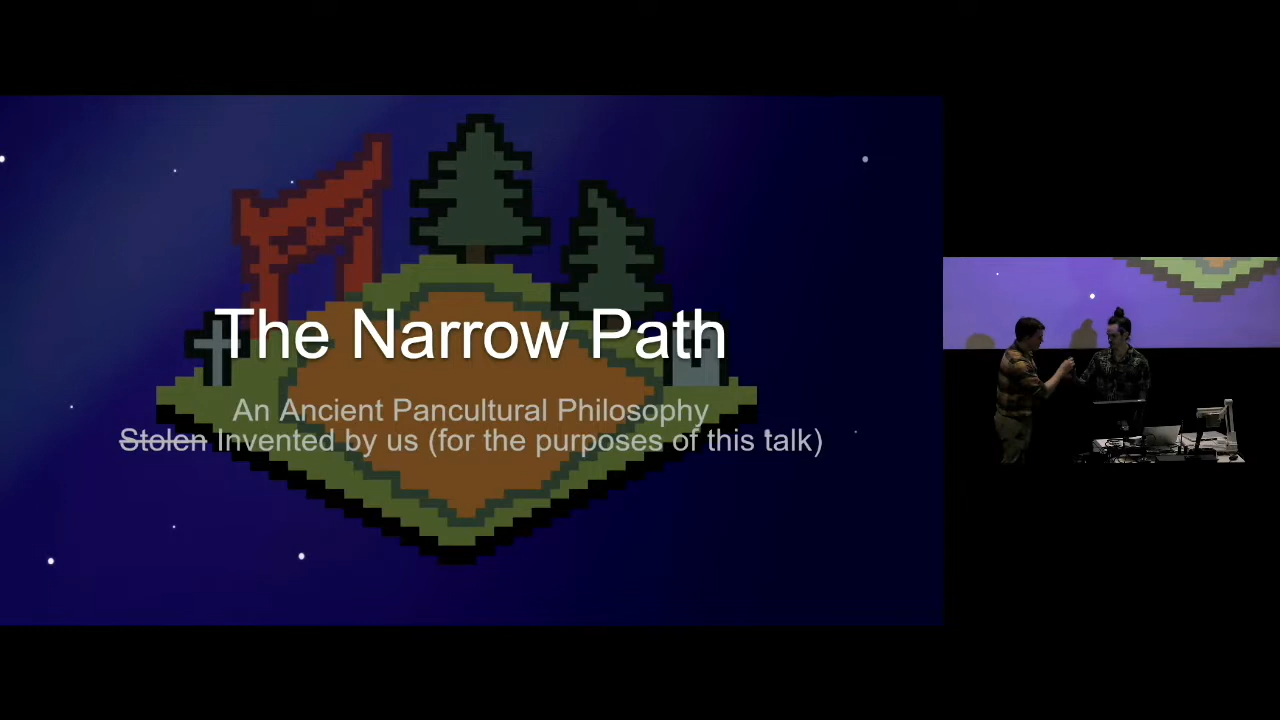 The Narrow Path
An Ancient Pancultural Philosophy
Stolen Invented by us (for the purposes of this talk)